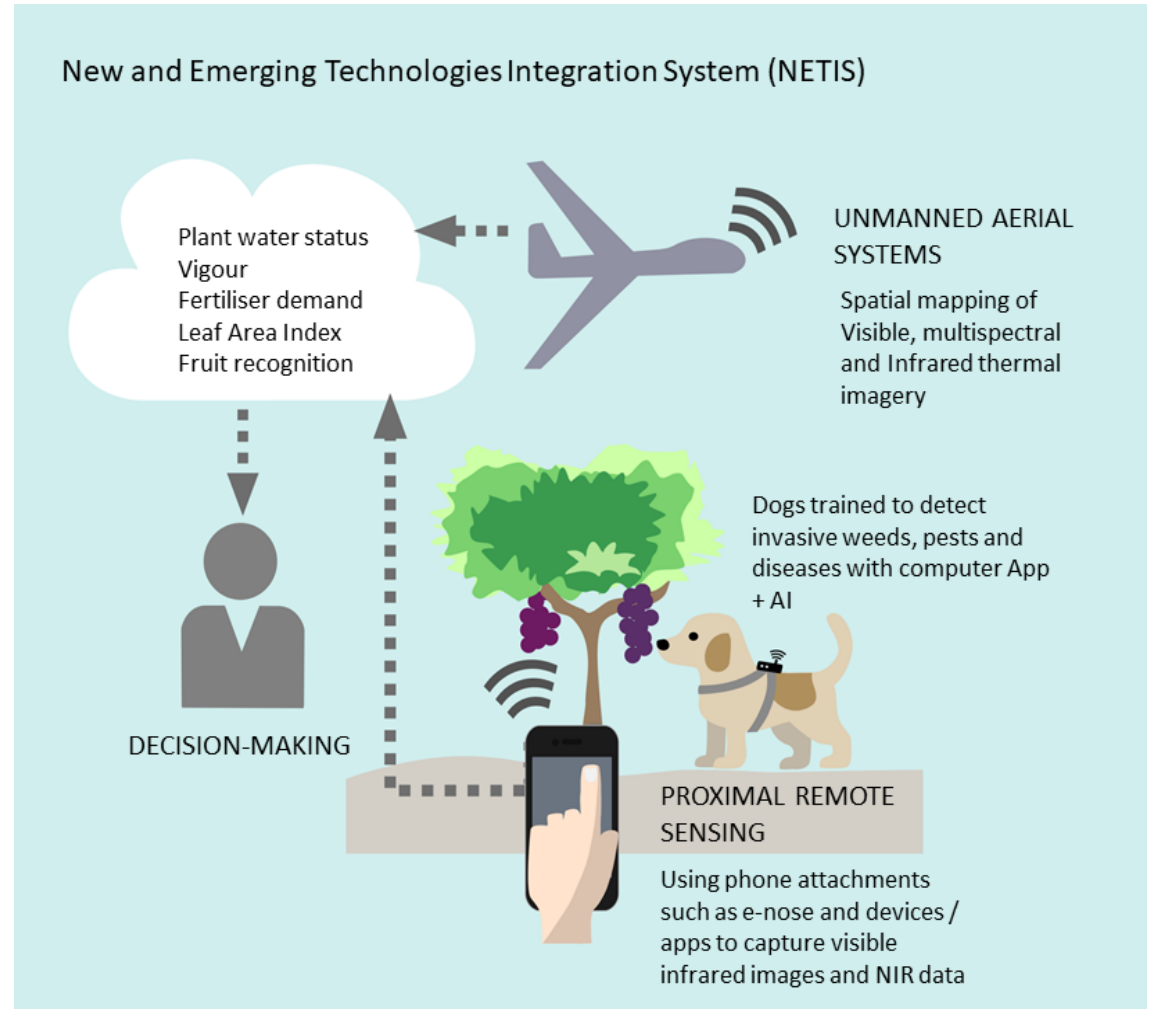 New and Emerging Technologies Integration System (NETIS)
Plant water status
Vigour
Fertiliser demand
Leaf Area Index
Fruit recognition
UNMANNED AERIAL
SYSTEMS
Spatial mapping of
Visible, multispectral
and Infrared thermal
imagery
Dogs trained to detect
invasive weeds, pests and
diseases with computer App
+ AI
DECISION-MAKING
PROXIMAL REMOTE
SENSING
Using phone attachments
such as e-nose and devices /
apps to capture visible
infrared images and NIR data